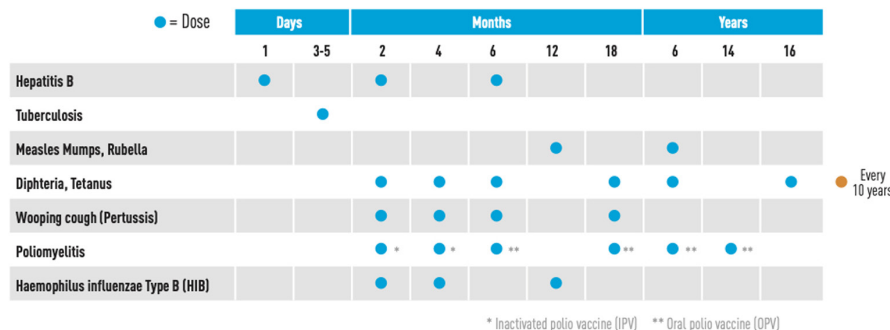 = Dose
Days Months Years
1 3-5 2 4 6 12 18 6 14 16
Hepatitis B
Tuberculosis
Measles Mumps, Rubella
Diphteria, Tetanus
Every
10 years
Wooping cough (Pertussis)
Poliomyelitis * * ** ** ** **
Haemophilus influenzae Type B (HIB)
* Inactivated polio vaccine (IPV) ** Oral polio vaccine (OPV)